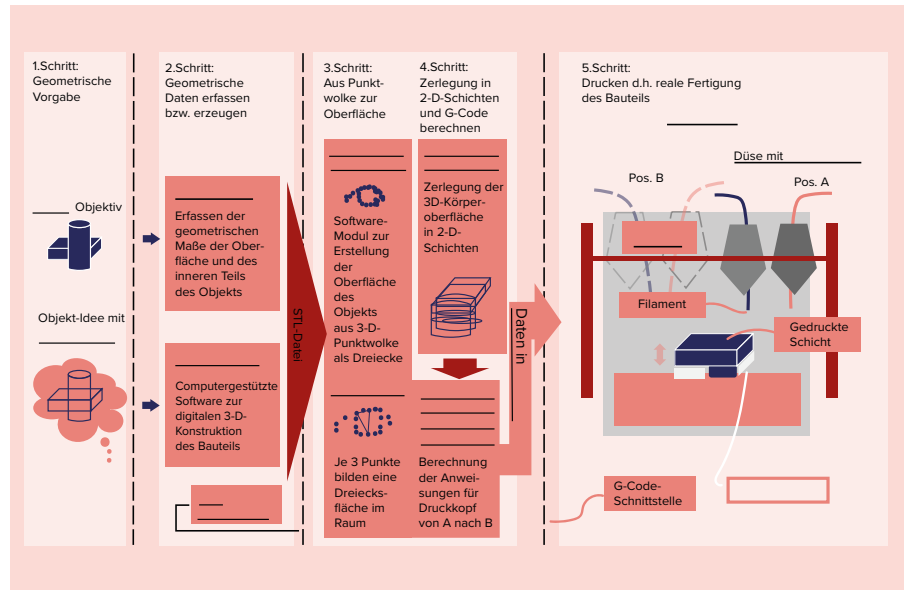 1.Schritt:
Geometrische
Vorgabe
Objektiv
Objekt-Idee mit
2.Schritt:
Geometrische
Daten erfassen
bzw. erzeugen
Erfassen der
geometrischen
Maße der Ober-
fläche und des
inneren Teils
des Objekts
Computergestützte
Software zur
digitalen 3-D-
Konstruktion
des Bauteils
STL-Datei
3.Schritt:
Aus Punkt-
wolke zur
Oberfläche
Software-
Modul zur
Erstellung
der
Oberfläche
des
Objekts
aus 3-D-
Punktwolke
als Dreiecke
Je 3 Punkte
bilden eine
Dreiecks-
fläche im
Raum
4.Schritt:
Zerlegung in
2-D-Schichten
und G-Code
berechnen
Zerlegung der
3D-Körper-
oberfläche
in 2-D-
Schichten
Berechnung
der Anwei-
sungen für
Druckkopf
von A nach B
Daten in
5.Schritt:
Drucken d.h. reale Fertigung
des Bauteils
Düse mit
Pos. B
Pos. A
Filament
Gedruckte
Schicht
G-Code-
Schnittstelle